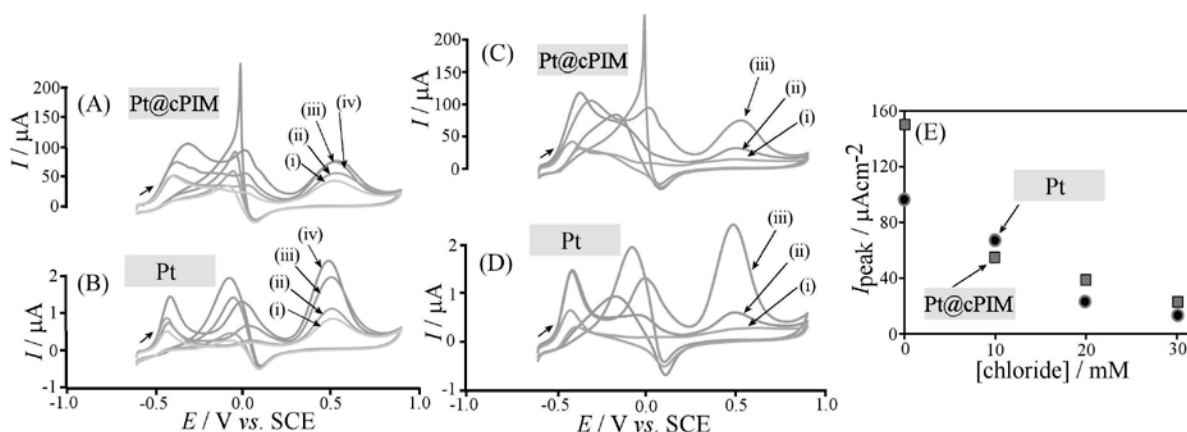 (A)
Pt@cPIM
I / μA
200
150
100
50
0
(i)
(ii)
(iii)
(iv)
(B)
Pt
I / μA
2
1
0
-1
(i)
(ii)
(iii)
(iv)
-1.0
-0.5
0.0
0.5
1.0
E / V vs. SCE
(C)
Pt@cPIM
I / μA
200
150
100
50
0
(iii)
(ii)
(i)
(D)
Pt
I / μA
2
1
0
-1
(iii)
(ii)
(i)
-1.0
-0.5
0.0
0.5
1.0
E / V vs. SCE
(E)
Ipeak / μAcm-2
160
120
80
40
0
Pt
Pt@cPIM
0
10
20
30
[chloride] / mM